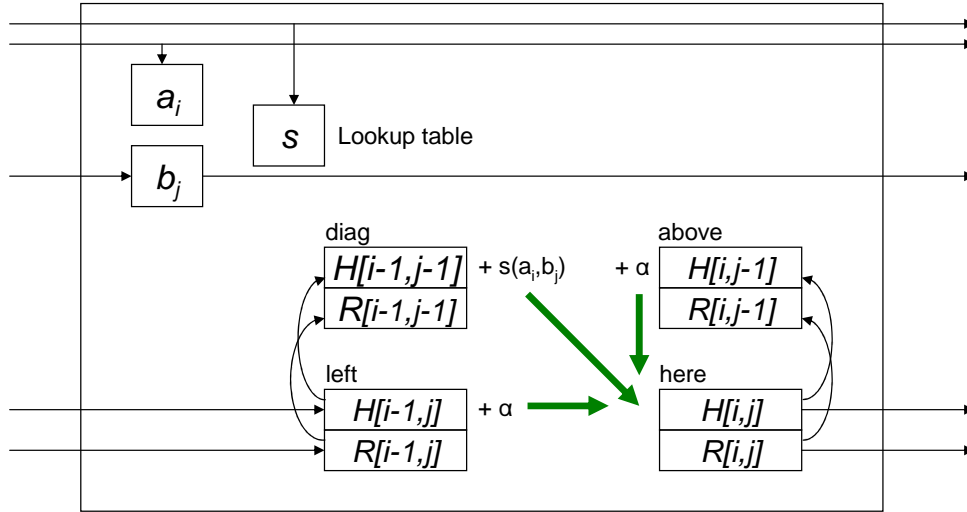 a_i
s Lookup table
b_j
diag
H[i-1,j-1] + s(a_i,b_j)
R[i-1,j-1]
above
+ α H[i,j-1]
R[i,j-1]
left
H[i-1,j] + α
R[i-1,j]
here
H[i,j]
R[i,j]